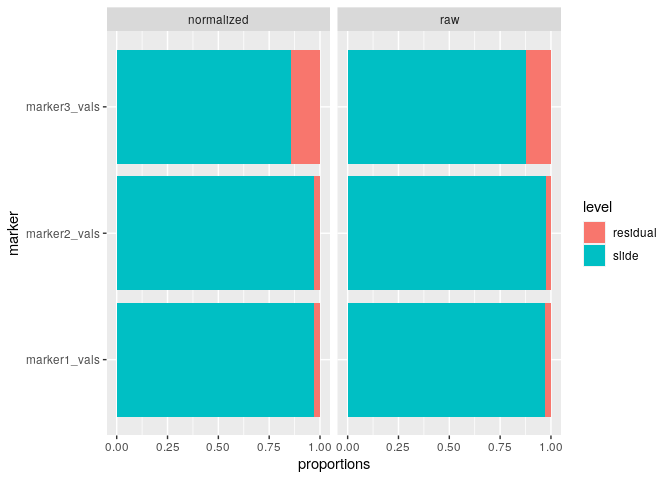 normalized
raw
marker3_vals
marker2_vals
marker1_vals
marker
0.00 0.25 0.50 0.75 1.00 0.00 0.25 0.50 0.75 1.00
proportions
level
residual
slide